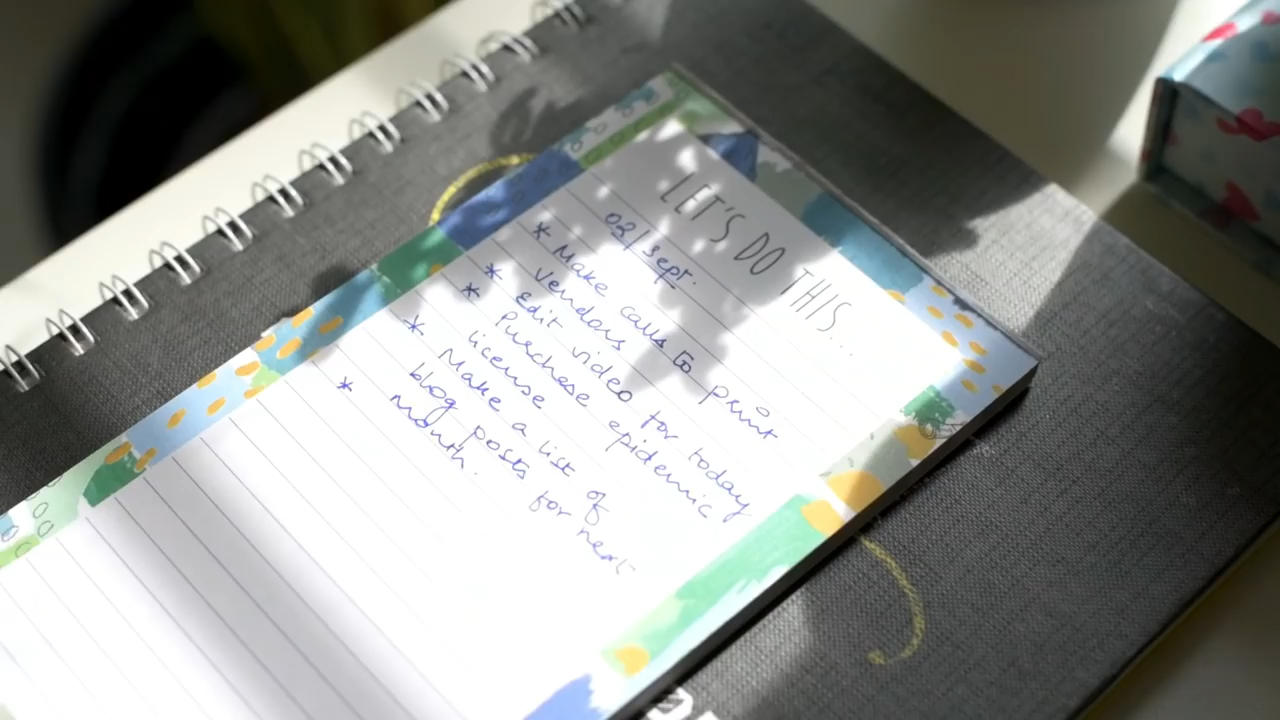 LET'S DO THIS...
02/Sept.
* Make calls to print
vendors
* edit video for today
* Purchase epidemic
license
* Make a list of
blog posts for next
month.
*